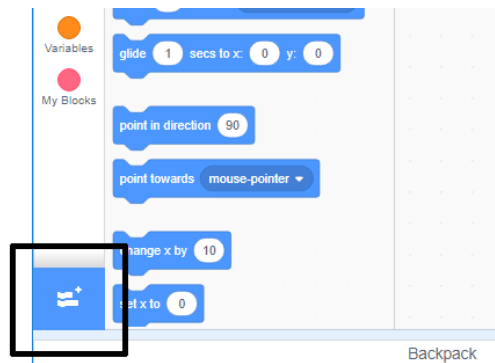 Variables
My Blocks
glide 1 secs to x: 0 y: 0
point in direction 90
point towards mouse-pointer
change x by 10
set x to 0
Backpack